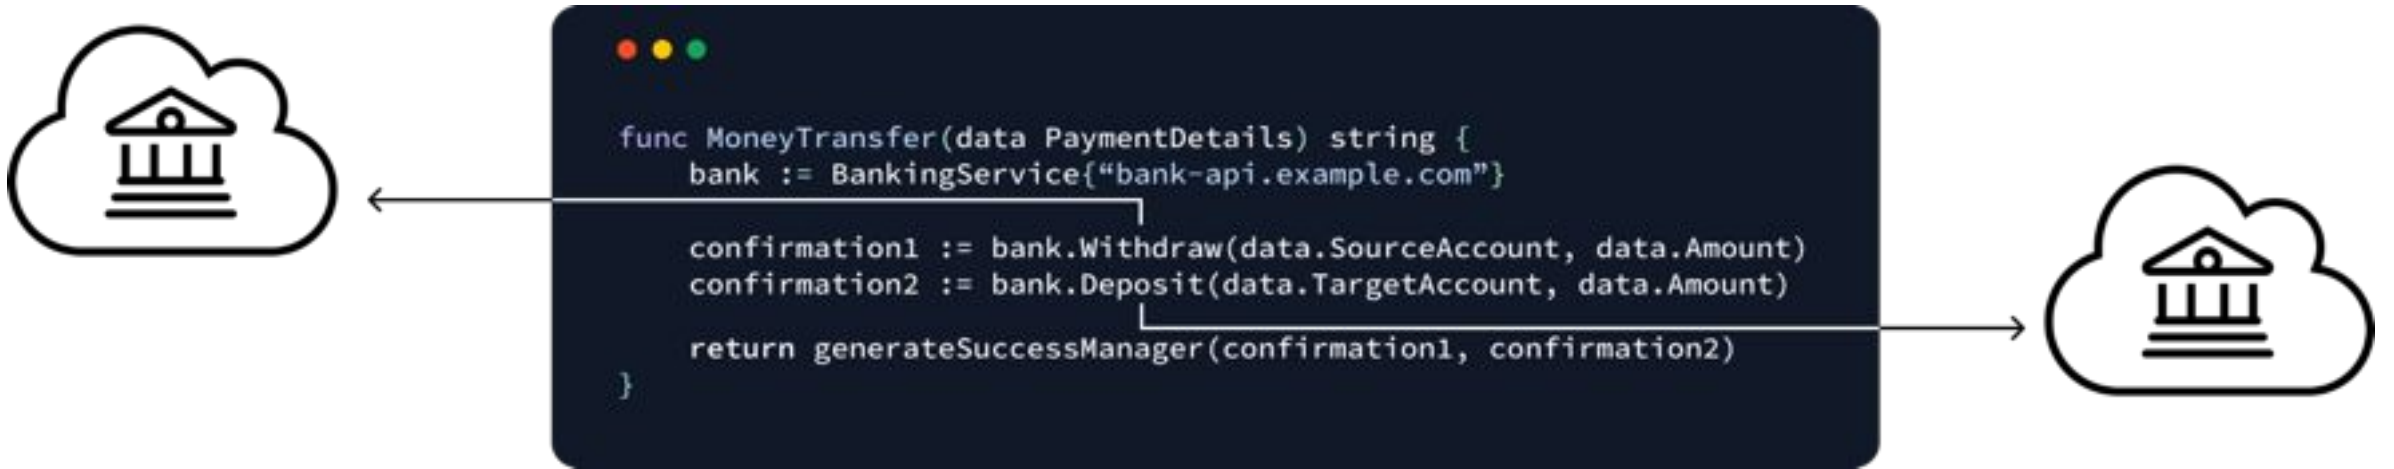 func MoneyTransfer(data PaymentDetails) string {
    bank := BankingService{“bank-api.example.com”}
    confirmation1 := bank.Withdraw(data.SourceAccount, data.Amount)
    confirmation2 := bank.Deposit(data.TargetAccount, data.Amount)
    return generateSuccessManager(confirmation1, confirmation2)
}